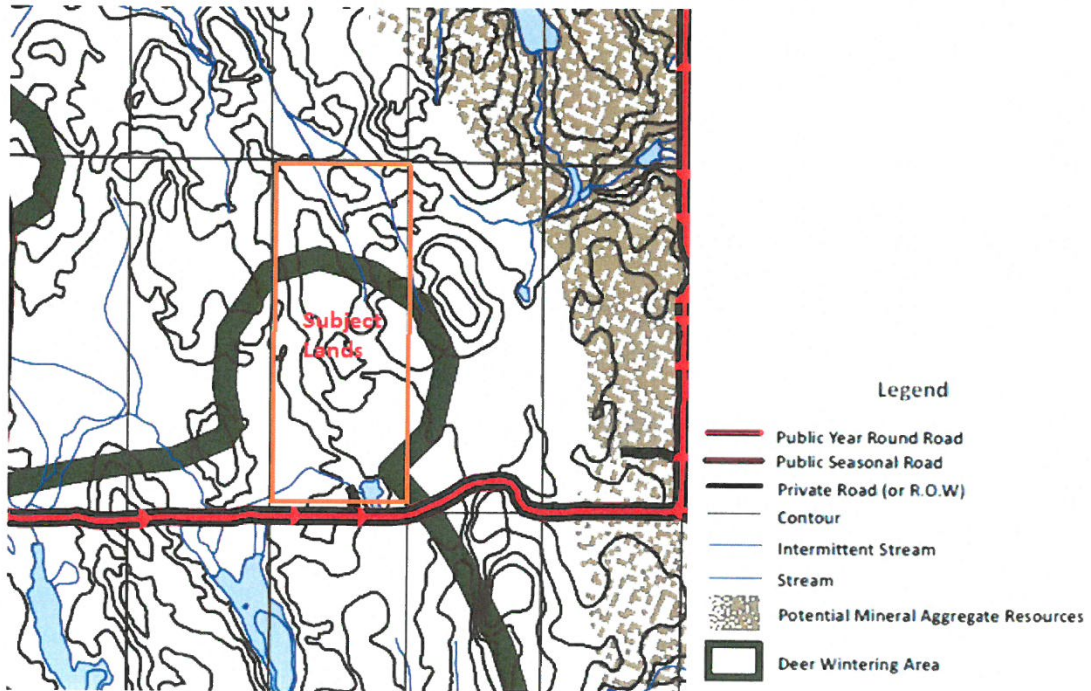 Subject
Lands
Legend
Public Year Round Road
Public Seasonal Road
Private Road (or R.O.W)
Contour
Intermittent Stream
Stream
Potential Mineral Aggregate Resources
Deer Wintering Area